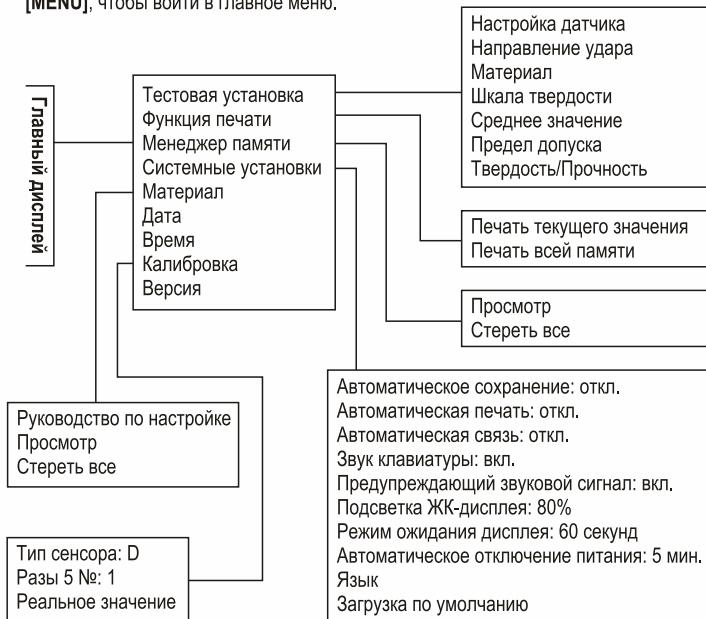 [MENU], чтобы войти в главное меню.
Главный дисплей
Тестовая установка
Функция печати
Менеджер памяти
Системные установки
Материал
Дата
Время
Калибровка
Версия
Настройка датчика
Направление удара
Материал
Шкала твердости
Среднее значение
Предел допуска
Твердость/Прочность
Печать текущего значения
Печать всей памяти
Просмотр
Стереть все
Автоматическое сохранение: откл.
Автоматическая печать: откл.
Автоматическая связь: откл.
Звук клавиатуры: вкл.
Предупреждающий звуковой сигнал: вкл.
Подсветка ЖК-дисплея: 80%
Режим ожидания дисплея: 60 секунд
Автоматическое отключение питания: 5 мин.
Язык
Загрузка по умолчанию
Руководство по настройке
Просмотр
Стереть все
Тип сенсора: D
Разы 5 №: 1
Реальное значение